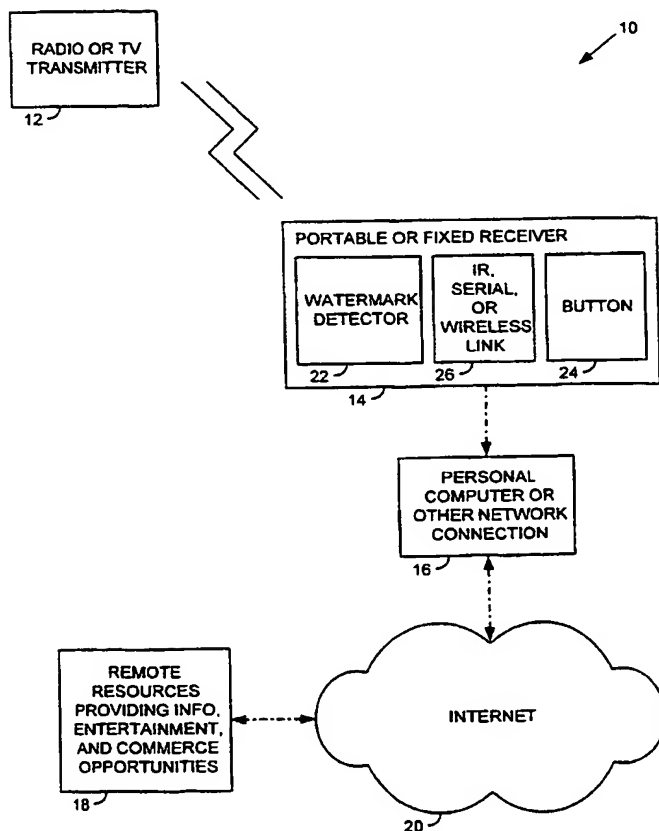 RADIO OR TV
TRANSMITTER
12
10
PORTABLE OR FIXED RECEIVER
WATERMARK
DETECTOR
22
IR,
SERIAL,
OR
WIRELESS
LINK
26
BUTTON
24
14
PERSONAL
COMPUTER OR
OTHER NETWORK
CONNECTION
16
REMOTE
RESOURCES
PROVIDING INFO,
ENTERTAINMENT,
AND COMMERCE
OPPORTUNITIES
18
INTERNET
20